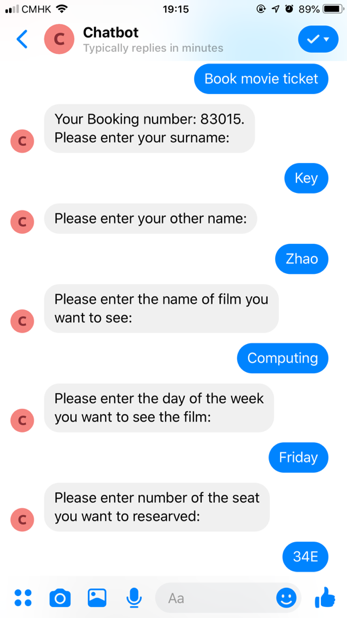 CMHK 19:15 89%
C Chatbot
Typically replies in minutes
Book movie ticket
Your Booking number: 83015.
Please enter your surname:
C
Key
Please enter your other name:
C
Zhao
Please enter the name of film you
want to see:
C
Computing
Please enter the day of the week
you want to see the film:
C
Friday
Please enter number of the seat
you want to researved:
C
34E
Aa